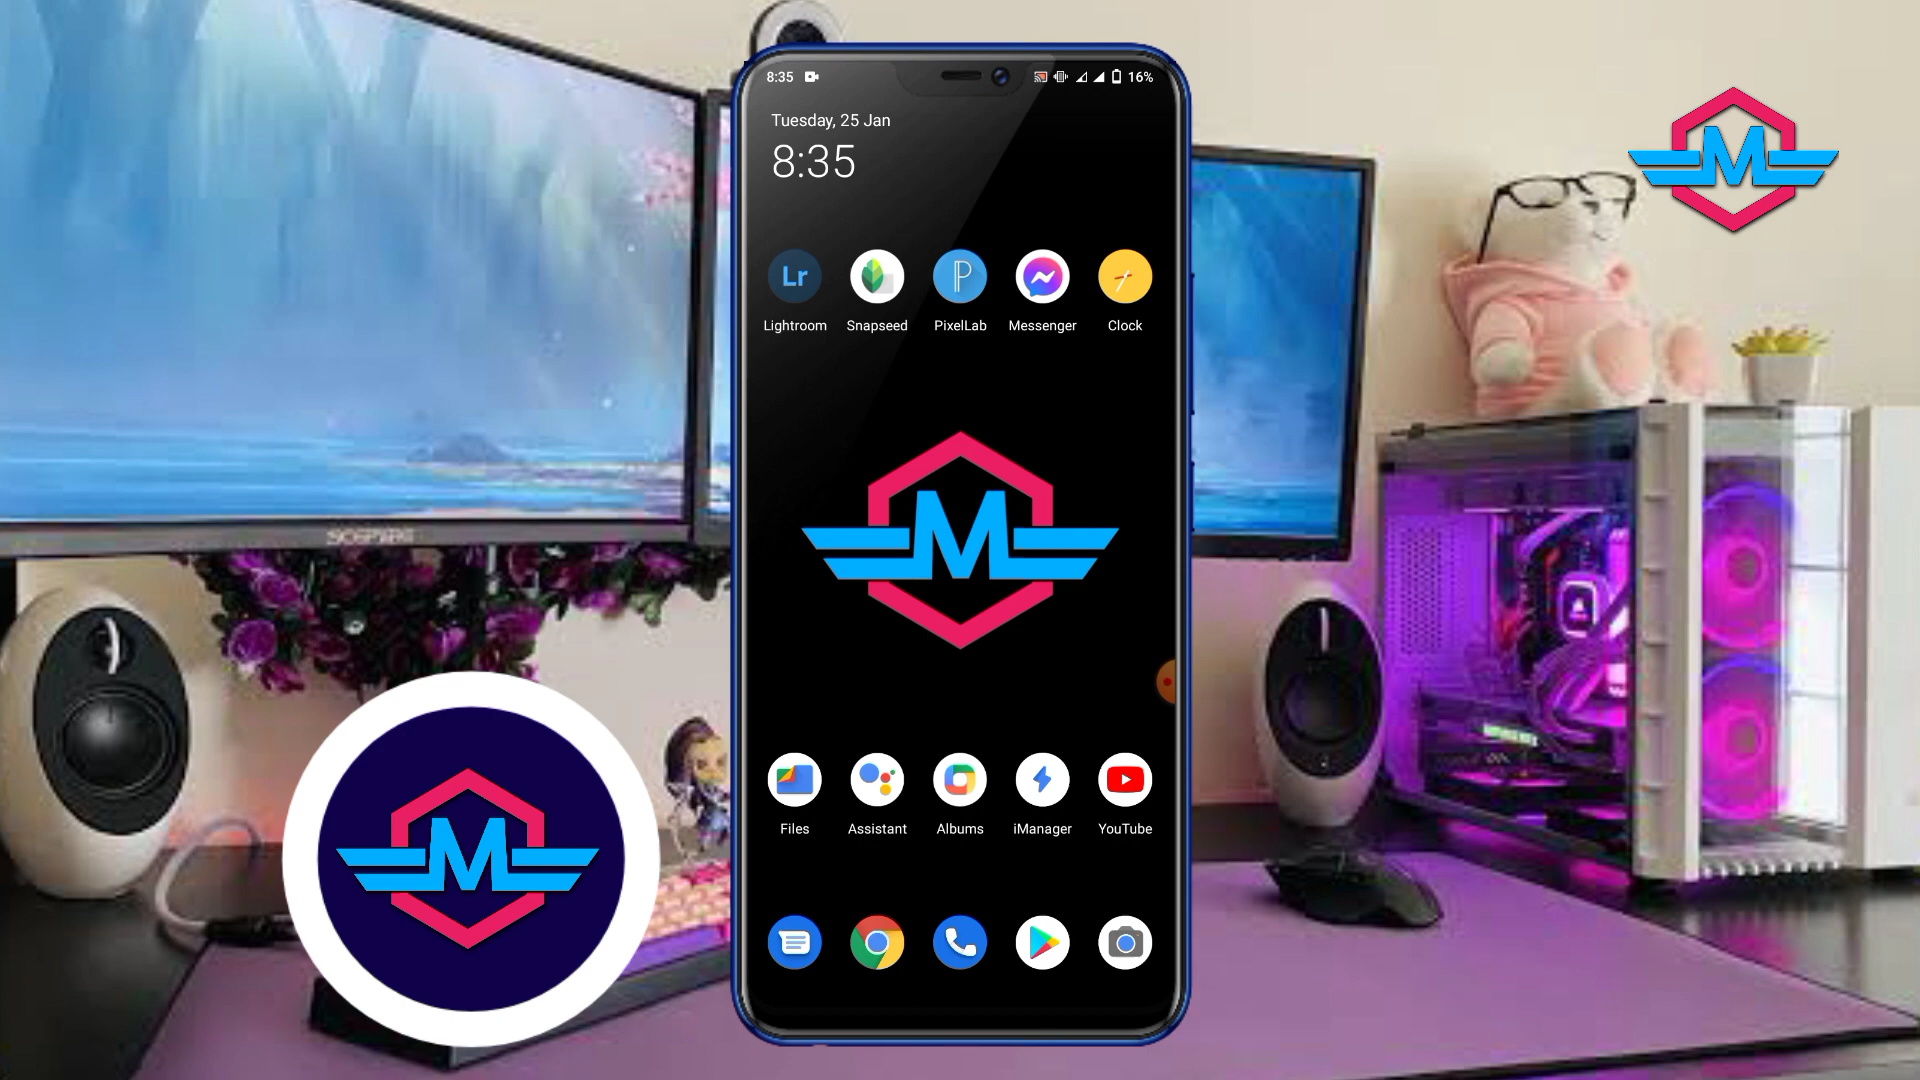 8:35
16%
Tuesday, 25 Jan
8:35
Lr
P
Lightroom
Snapseed
PixelLab
Messenger
Clock
M
M
M
Files
Assistant
Albums
iManager
YouTube